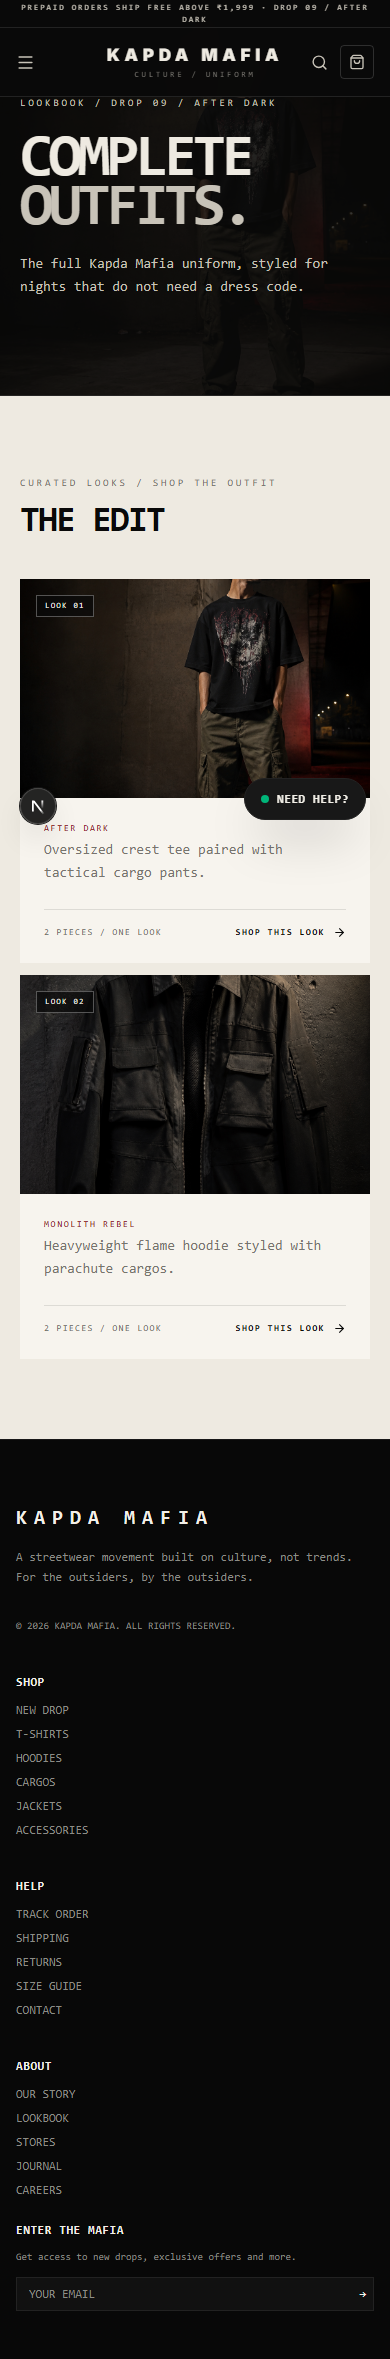 PREPAID ORDERS SHIP FREE ABOVE ₹1,999 · DROP 09 / AFTER
DARK
KAPDA MAFIA
CULTURE / UNIFORM
LOOKBOOK / DROP 09 / AFTER DARK
COMPLETE
OUTFITS.
The full Kapda Mafia uniform, styled for
nights that do not need a dress code.
CURATED LOOKS / SHOP THE OUTFIT
THE EDIT
LOOK 01
N
NEED HELP?
AFTER DARK
Oversized crest tee paired with
tactical cargo pants.
2 PIECES / ONE LOOK
SHOP THIS LOOK →
LOOK 02
MONOLITH REBEL
Heavyweight flame hoodie styled with
parachute cargos.
2 PIECES / ONE LOOK
SHOP THIS LOOK →
KAPDA MAFIA
A streetwear movement built on culture, not trends.
For the outsiders, by the outsiders.
© 2026 KAPDA MAFIA. ALL RIGHTS RESERVED.
SHOP
NEW DROP
T-SHIRTS
HOODIES
CARGOS
JACKETS
ACCESSORIES
HELP
TRACK ORDER
SHIPPING
RETURNS
SIZE GUIDE
CONTACT
ABOUT
OUR STORY
LOOKBOOK
STORES
JOURNAL
CAREERS
ENTER THE MAFIA
Get access to new drops, exclusive offers and more.
YOUR EMAIL →